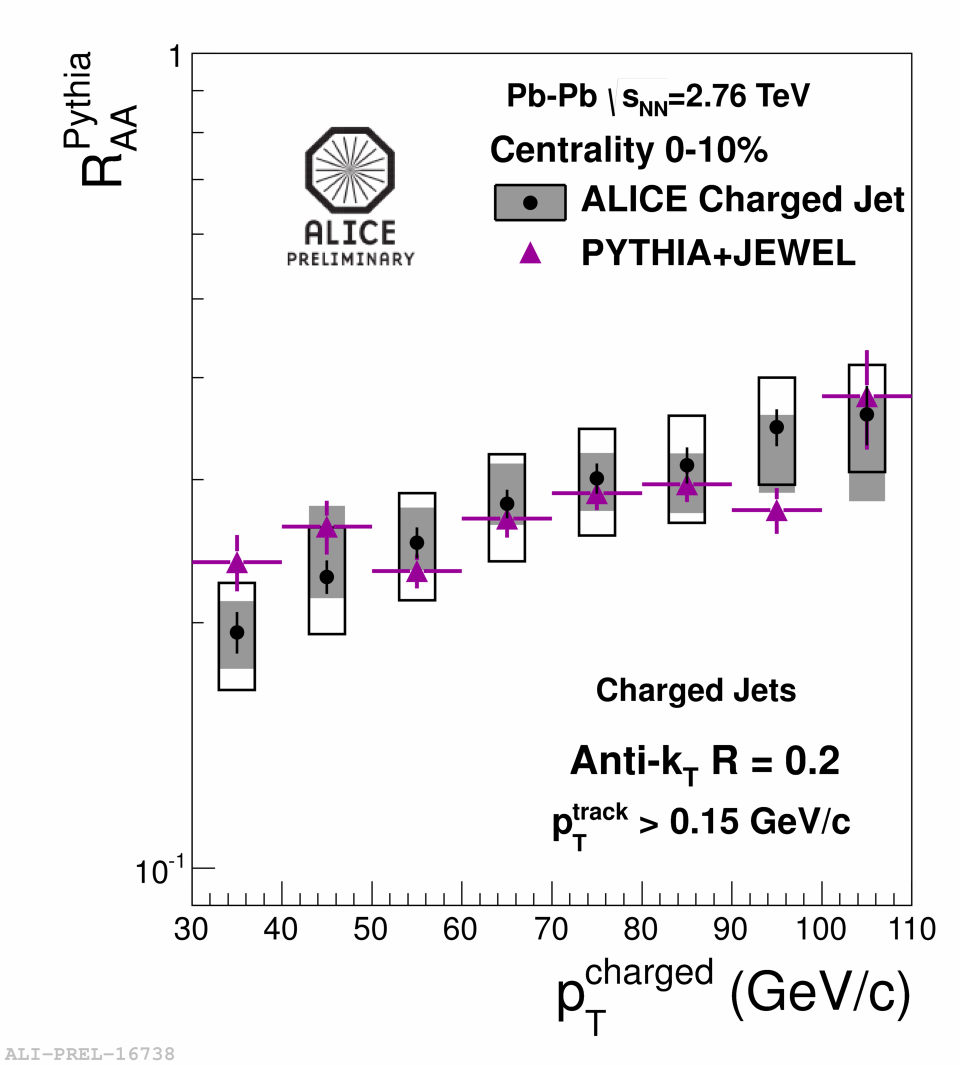 1
R_AA^Pythia
Pb-Pb √s_NN=2.76 TeV
Centrality 0-10%
ALICE Charged Jet
PYTHIA+JEWEL
ALICE
PRELIMINARY
Charged Jets
Anti-k_T R = 0.2
p_T^track > 0.15 GeV/c
10^-1
30 40 50 60 70 80 90 100 110
p_T^charged (GeV/c)
ALI-PREL-16738